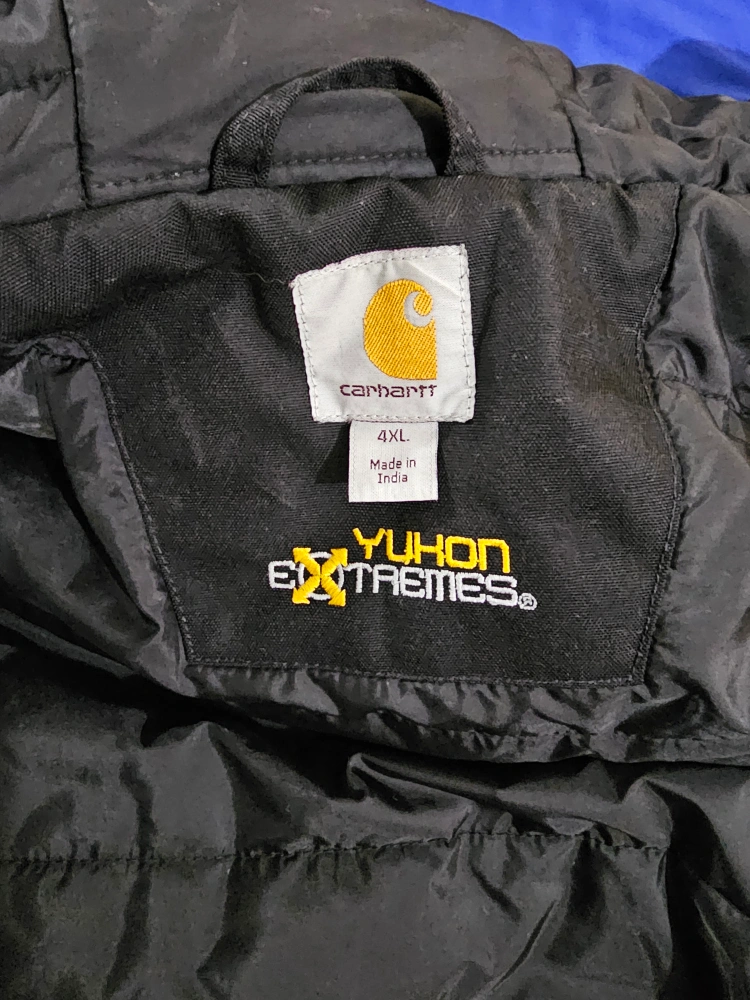 carhartt
4XL
Made in
India
YUKON
EXTREMES®